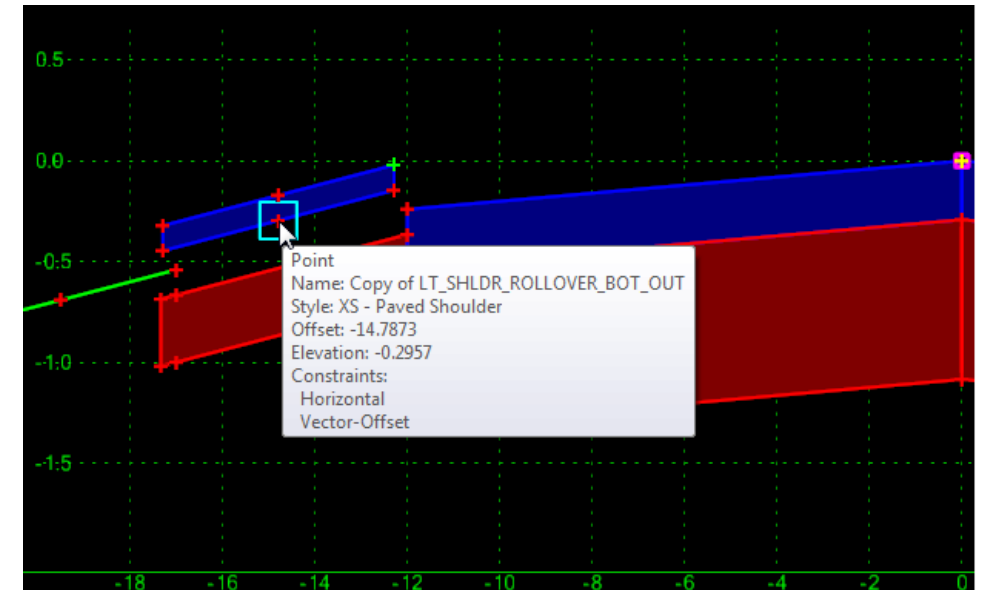 0.5
0.0
-0.5
Point
Name: Copy of LT_SHLDR_ROLLOVER_BOT_OUT
Style: XS - Paved Shoulder
Offset: -14.7873
Elevation: -0.2957
Constraints:
Horizontal
Vector-Offset
-1.0
-1.5
-18 -16 -14 -12 -10 -8 -6 -4 -2 0